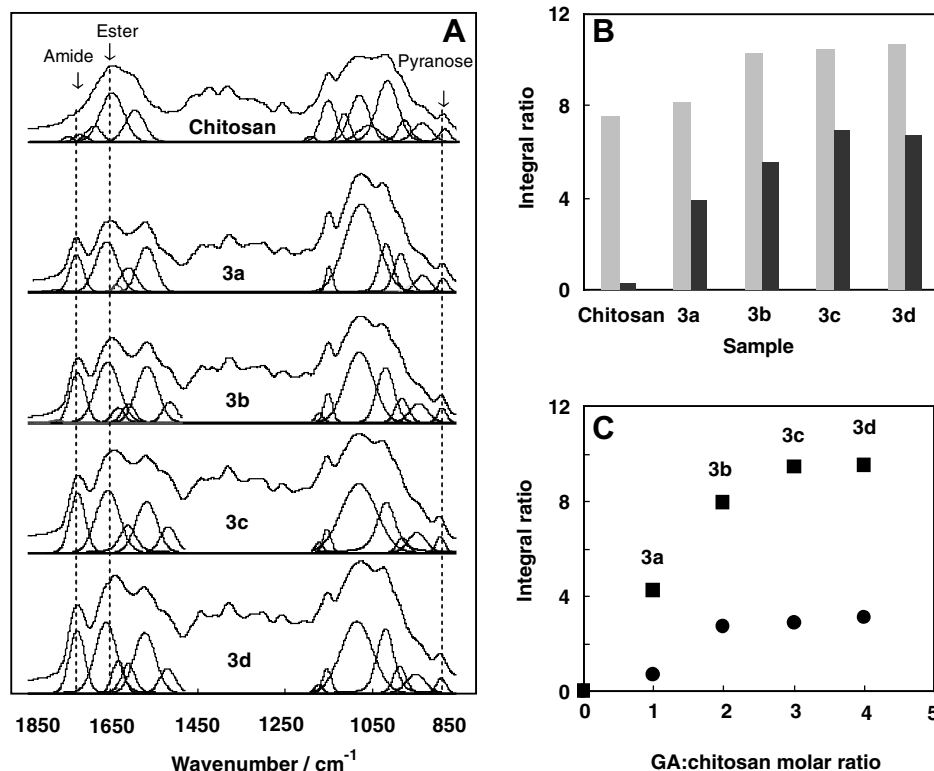 A
Ester
Amide
Pyranose
Chitosan
3a
3b
3c
3d
1850 1650 1450 1250 1050 850
Wavenumber / cm-1
B
12
8
4
0
Integral ratio
Chitosan 3a 3b 3c 3d
Sample
C
12
8
4
0
Integral ratio
3a
3b
3c
3d
0 1 2 3 4 5
GA:chitosan molar ratio